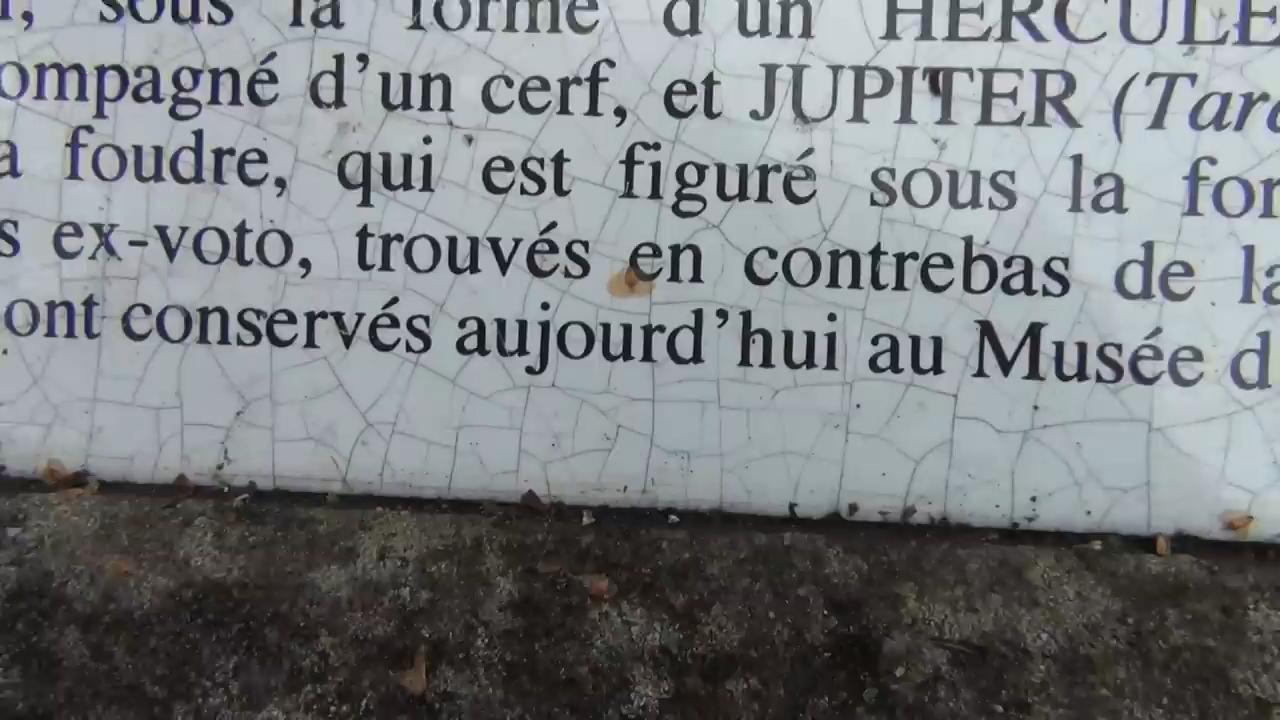 sous la forme d'un HERCULE
ompagné d'un cerf, et JUPITER (Tara
a foudre, qui est figuré sous la for
s ex-voto, trouvés en contrebas de la
ont conservés aujourd'hui au Musée d